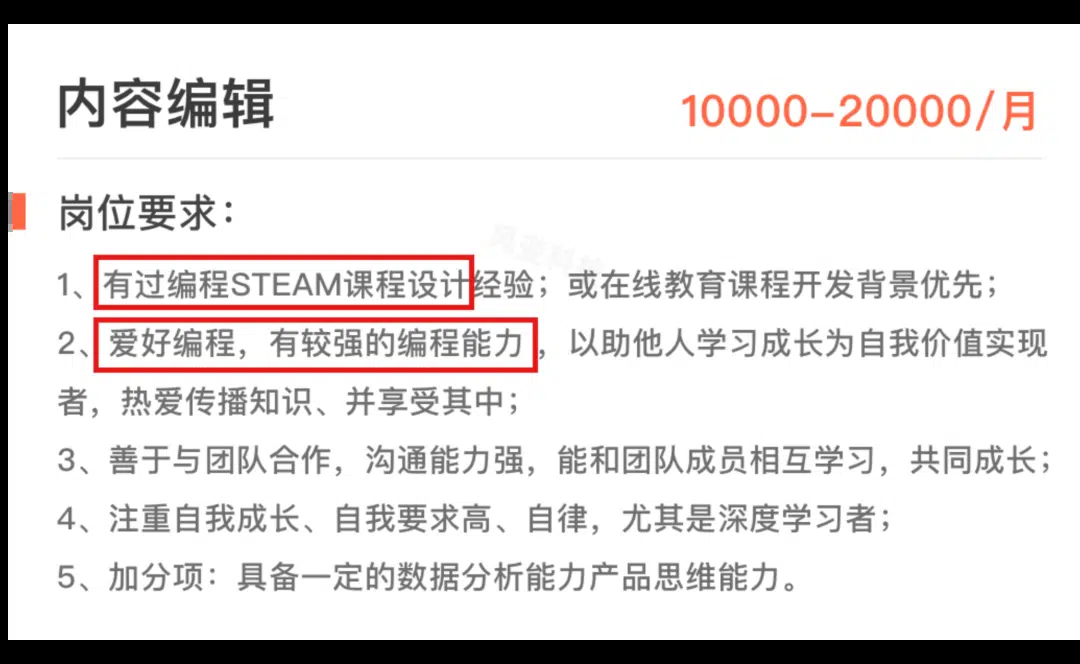 内容编辑
10000-20000/月
岗位要求：
风变科技
1、有过编程STEAM课程设计经验；或在线教育课程开发背景优先；
2、爱好编程，有较强的编程能力，以助他人学习成长为自我价值实现
者，热爱传播知识、并享受其中；
3、善于与团队合作，沟通能力强，能和团队成员相互学习，共同成长；
4、注重自我成长、自我要求高、自律，尤其是深度学习者；
5、加分项：具备一定的数据分析能力产品思维能力。